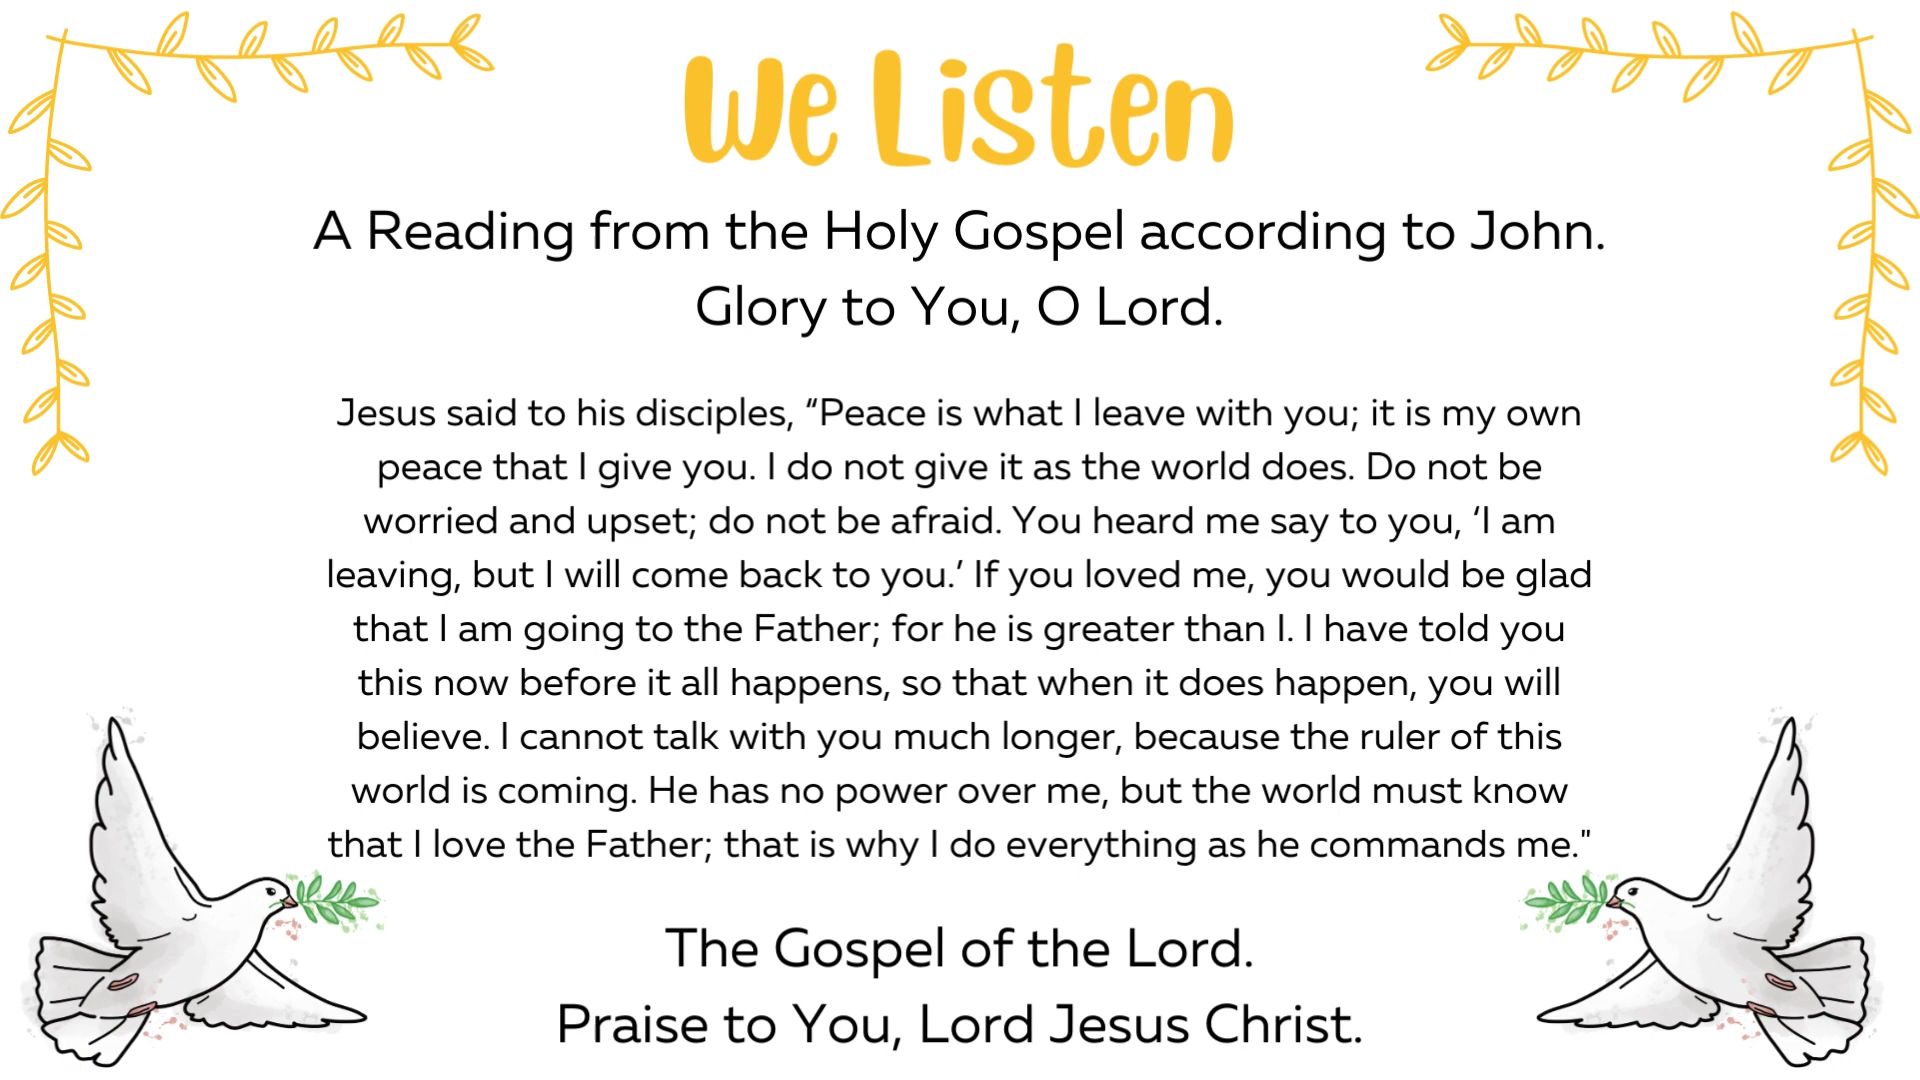 We Listen
A Reading from the Holy Gospel according to John.
Glory to You, O Lord.
Jesus said to his disciples, “Peace is what I leave with you; it is my own
peace that I give you. I do not give it as the world does. Do not be
worried and upset; do not be afraid. You heard me say to you, ‘I am
leaving, but I will come back to you.’ If you loved me, you would be glad
that I am going to the Father; for he is greater than I. I have told you
this now before it all happens, so that when it does happen, you will
believe. I cannot talk with you much longer, because the ruler of this
world is coming. He has no power over me, but the world must know
that I love the Father; that is why I do everything as he commands me."
The Gospel of the Lord.
Praise to You, Lord Jesus Christ.